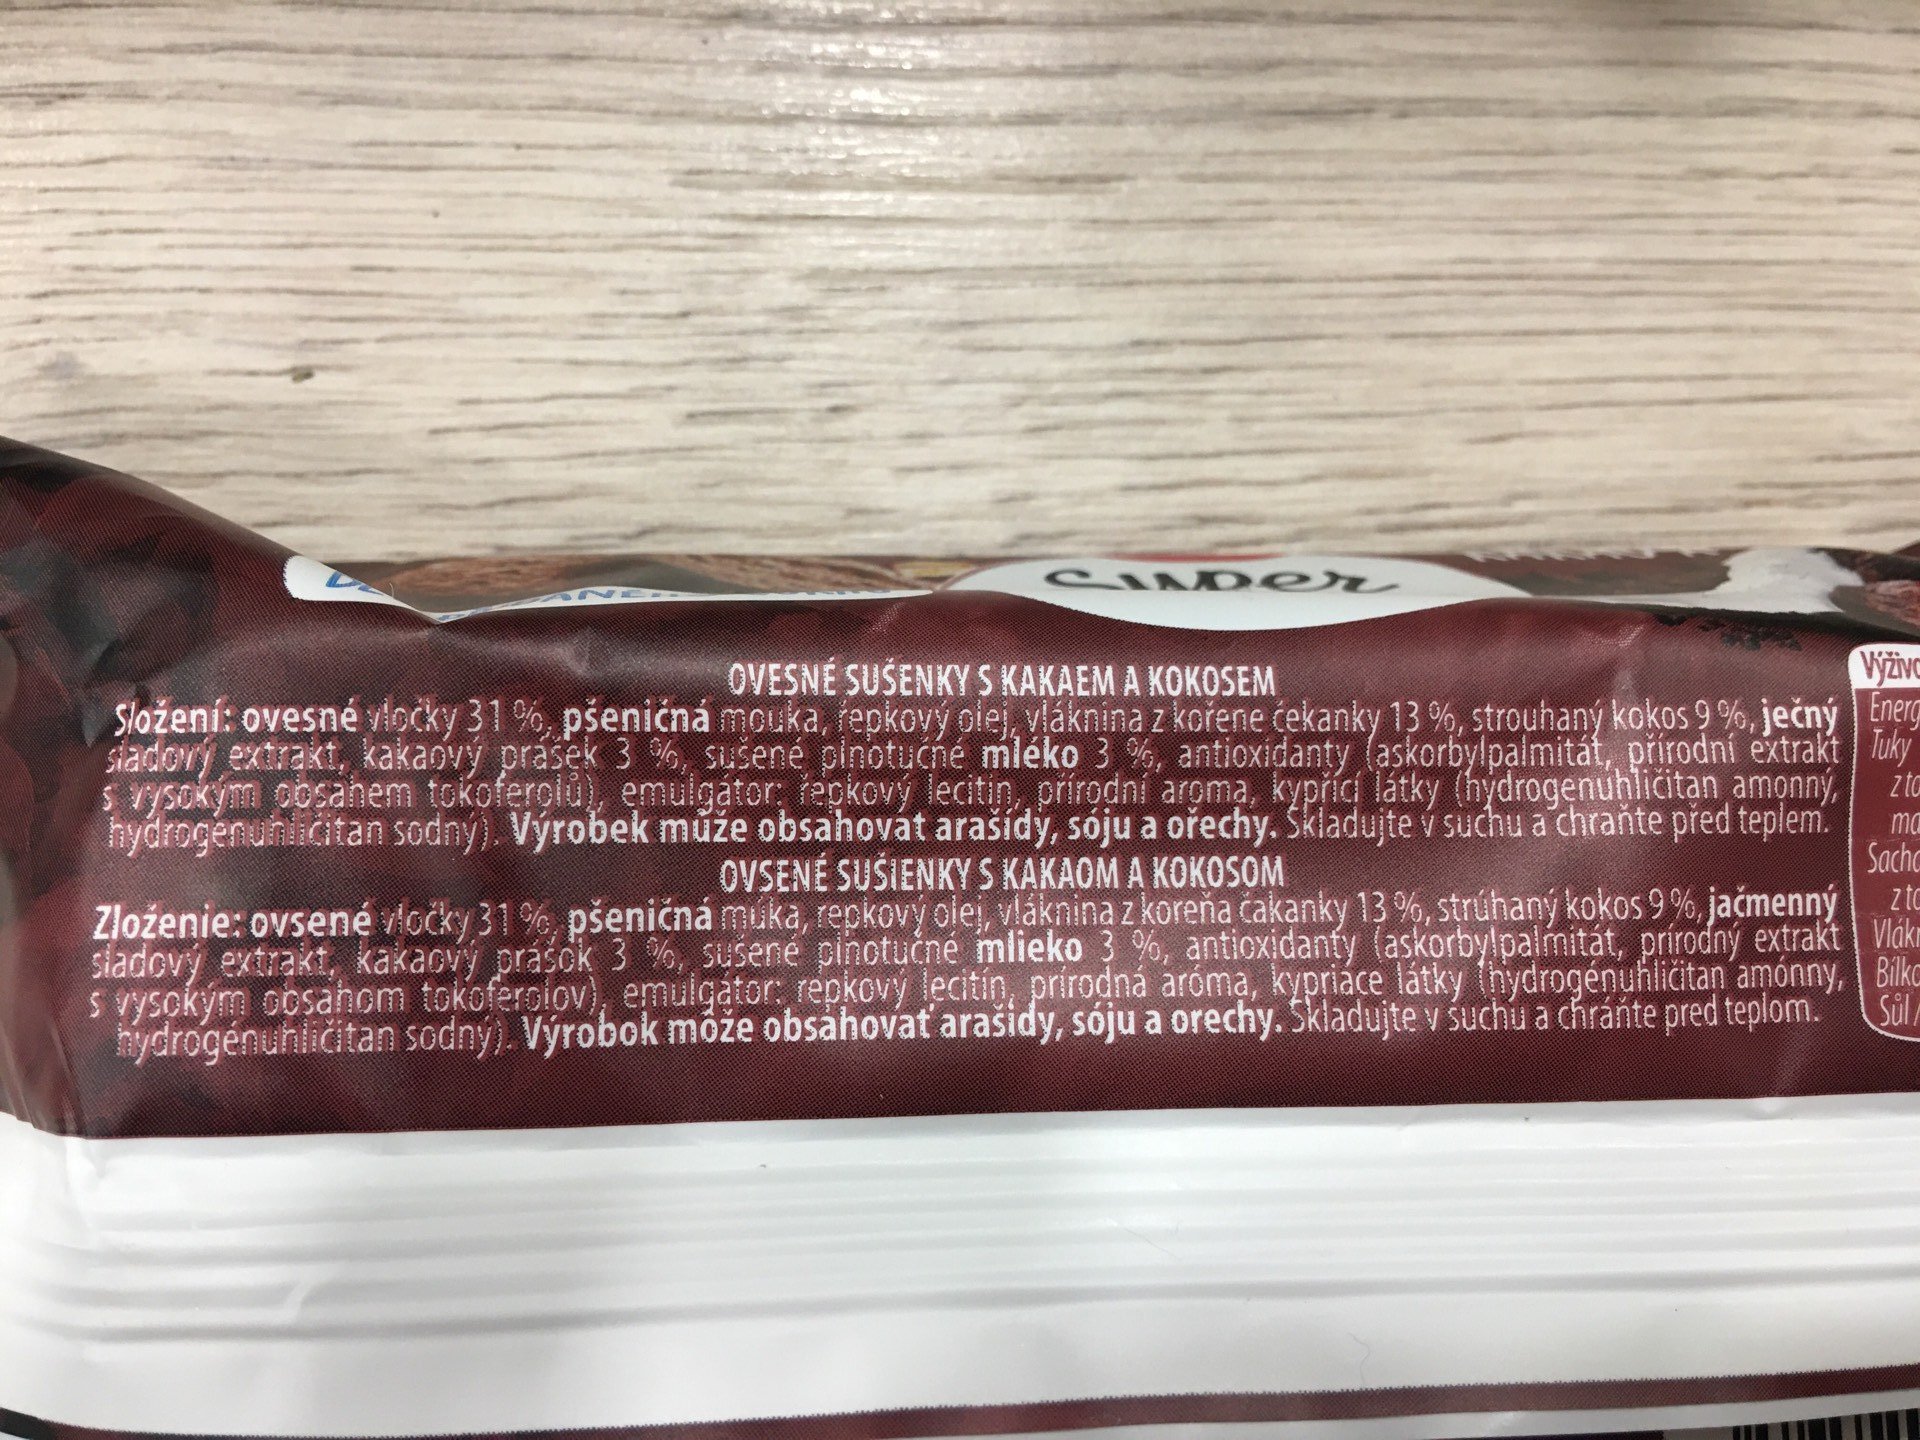 Super
OVESNÉ SUŠENKY S KAKAEM A KOKOSEM
Složení: ovesné vločky 31 %, pšeničná mouka, řepkový olej, vláknina z kořene čekanky 13 %, strouhaný kokos 9 %, ječný
sladový extrakt, kakaový prášek 3 %, sušené plnotučné mléko 3 %, antioxidanty (askorbylpalmitát, přírodní extrakt
s vysokým obsahem tokoferolů), emulgátor: řepkový lecitin, přírodní aroma, kypřicí látky (hydrogenuhličitan amonný,
hydrogenuhličitan sodný). Výrobek může obsahovat arašídy, sóju a ořechy. Skladujte v suchu a chraňte před teplem.
OVSENÉ SUŠIENKY S KAKAOM A KOKOSOM
Zloženie: ovsené vločky 31 %, pšeničná múka, repkový olej, vláknina z koreňa čakanky 13 %, strúhaný kokos 9 %, jačmenný
sladový extrakt, kakaový prášok 3 %, sušené plnotučné mlieko 3 %, antioxidanty (askorbylpalmitát, prírodný extrakt
s vysokým obsahom tokoferolov), emulgátor: repkový lecitín, prírodná aróma, kypriace látky (hydrogénuhličitan amónny,
hydrogénuhličitan sodný). Výrobok môže obsahovať arašidy, sóju a orechy. Skladujte v suchu a chráňte pred teplom.
Výživo
Energ
Tuky
z to
ma
Sacha
z to
Vlákn
Bílko
Sůl /